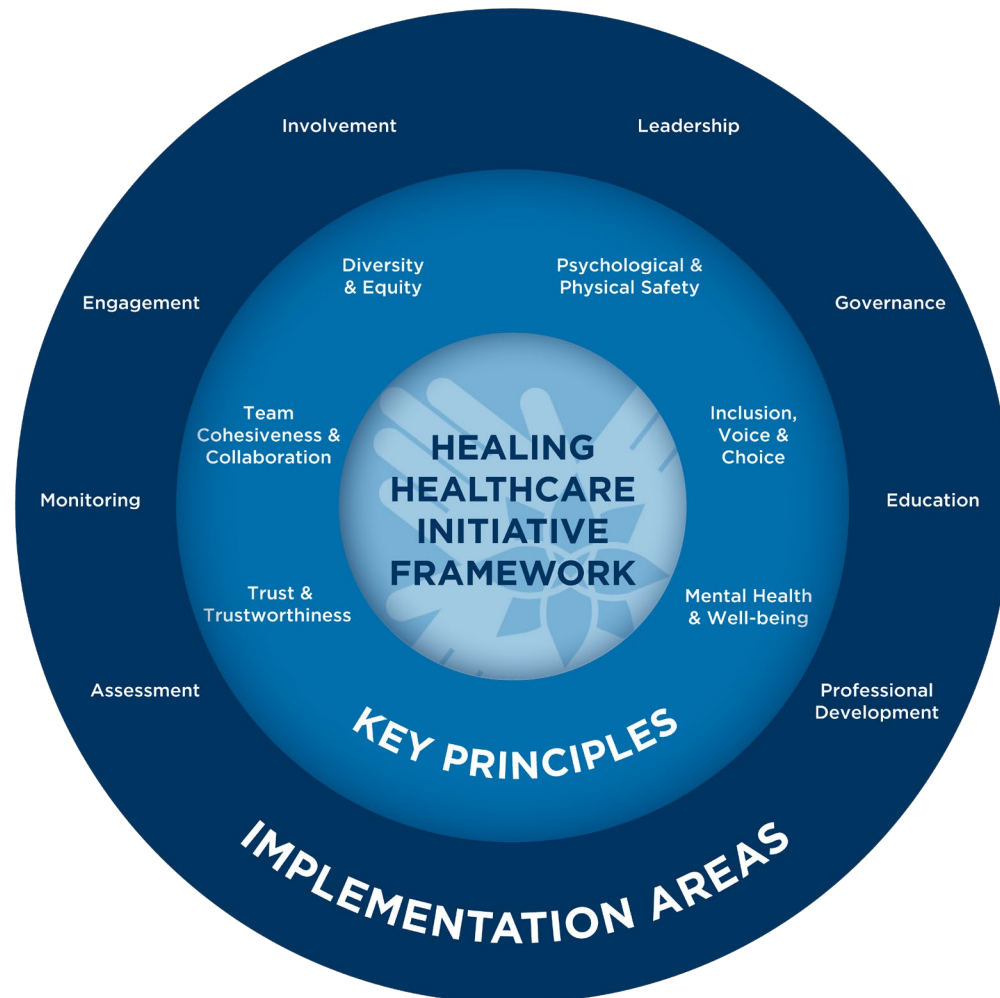 Involvement
Leadership
Engagement
Governance
Monitoring
Education
Assessment
Professional
Development
IMPLEMENTATION AREAS
Diversity
& Equity
Psychological &
Physical Safety
Team
Cohesiveness &
Collaboration
Inclusion,
Voice &
Choice
Trust &
Trustworthiness
Mental Health
& Well-being
KEY PRINCIPLES
HEALING
HEALTHCARE
INITIATIVE
FRAMEWORK